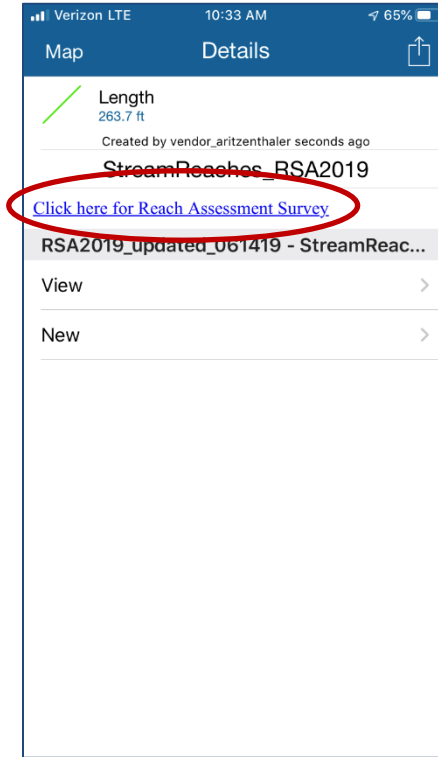 Verizon LTE 10:33 AM 65%
Map Details
Length
263.7 ft
Created by vendor_aritzenthaler seconds ago
StreamReaches_RSA2019
Click here for Reach Assessment Survey
RSA2019_updated_061419 - StreamReac...
View
New